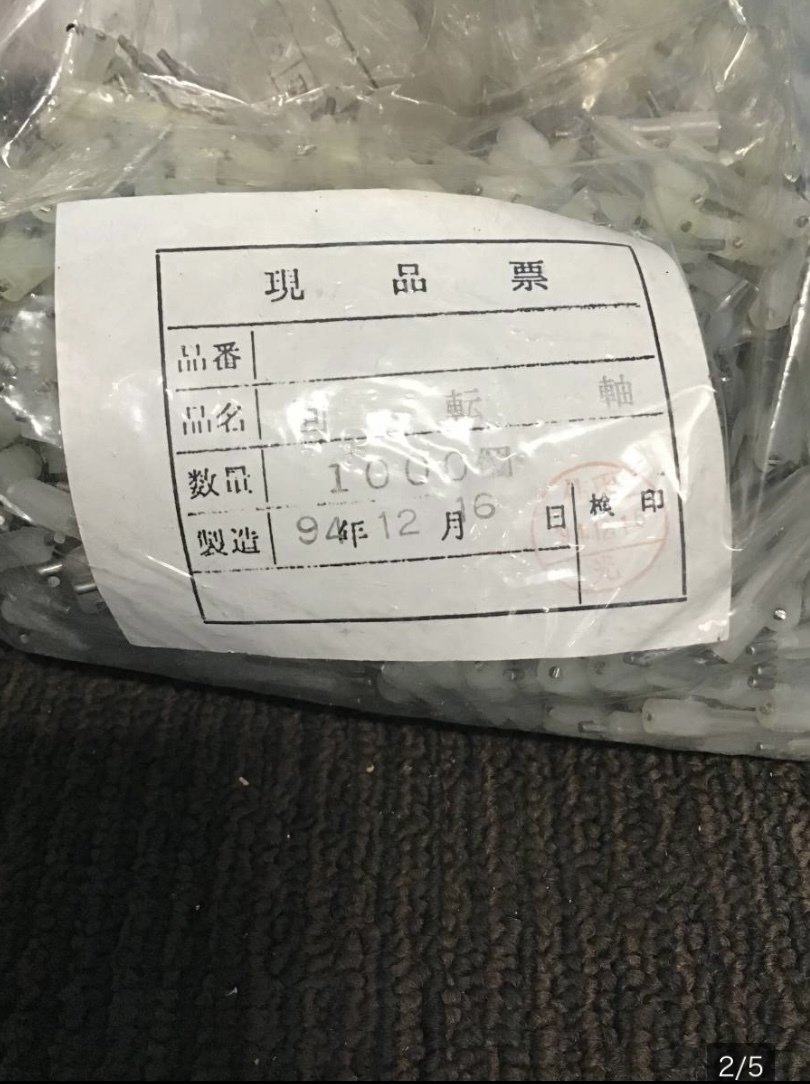 現品票
品番
品名 転軸
数量 1000個
製造 94年12月16日 検印
2/5